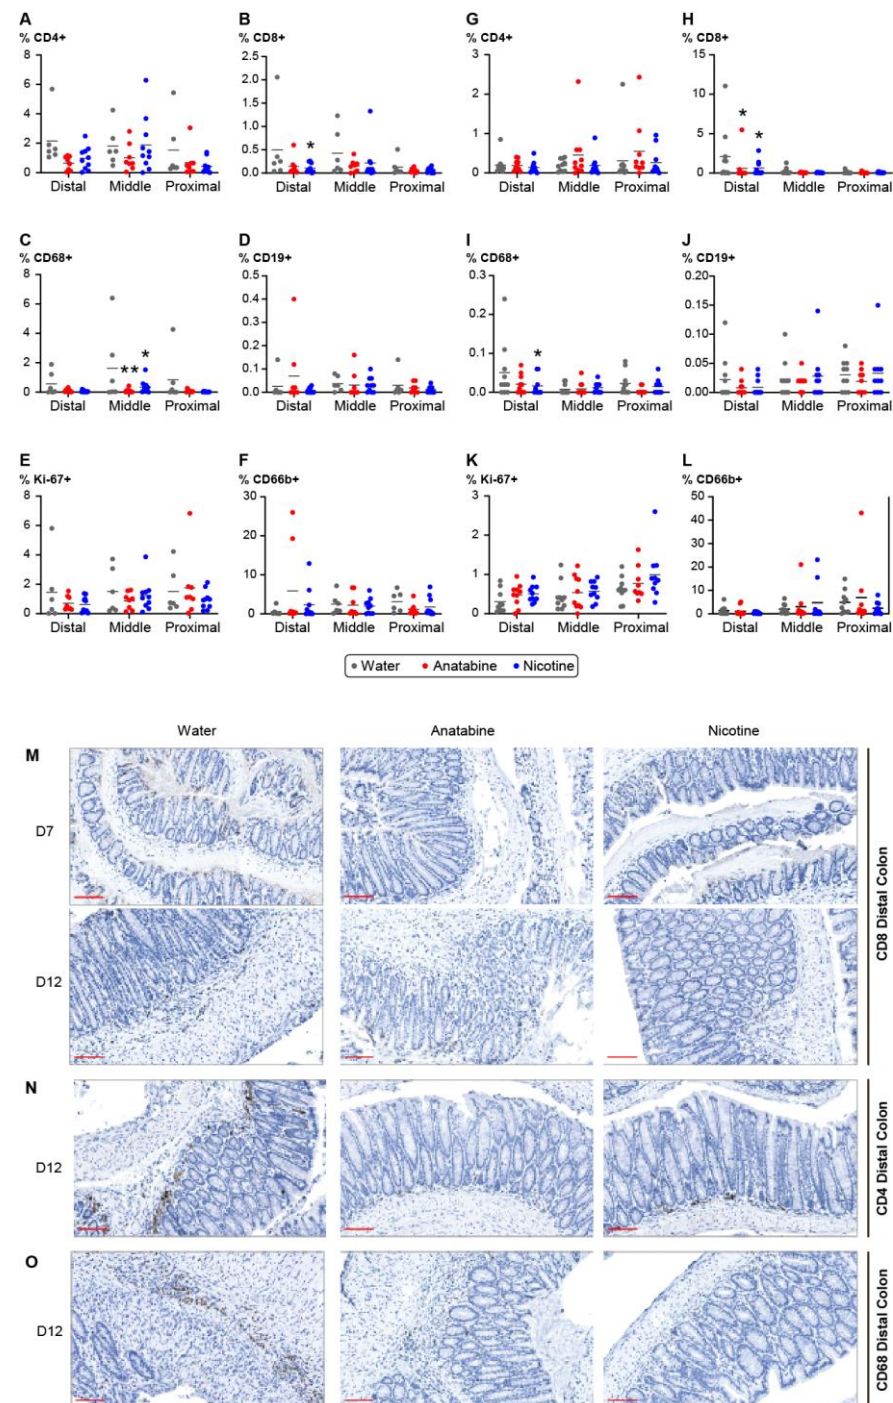 A B G H
% CD4+ % CD8+ % CD4+ % CD8+
8 2.5 3 15
6 2.0 2 10
4 1.5 1 5
2 1.0 0 0
0 0.5
0.0
* * *
Distal Middle Proximal Distal Middle Proximal Distal Middle Proximal Distal Middle Proximal
C D I J
% CD68+ % CD19+ % CD68+ % CD19+
8 0.5 0.3 0.20
6 0.4 0.2 0.15
4 0.3 0.1 0.10
2 0.2 0.0 0.05
0 0.1 0.00
0.0
** * *
Distal Middle Proximal Distal Middle Proximal Distal Middle Proximal Distal Middle Proximal
E F K L
% Ki-67+ % CD66b+ % Ki-67+ % CD66b+
8 30 3 50
6 20 2 40
4 10 1 30
2 0 0 20
0 10
0
Distal Middle Proximal Distal Middle Proximal Distal Middle Proximal Distal Middle Proximal
Water Anatabine Nicotine
Water Anatabine Nicotine
M
D7
D12
CD8 Distal Colon
N
D12
CD4 Distal Colon
O
D12
CD68 Distal Colon